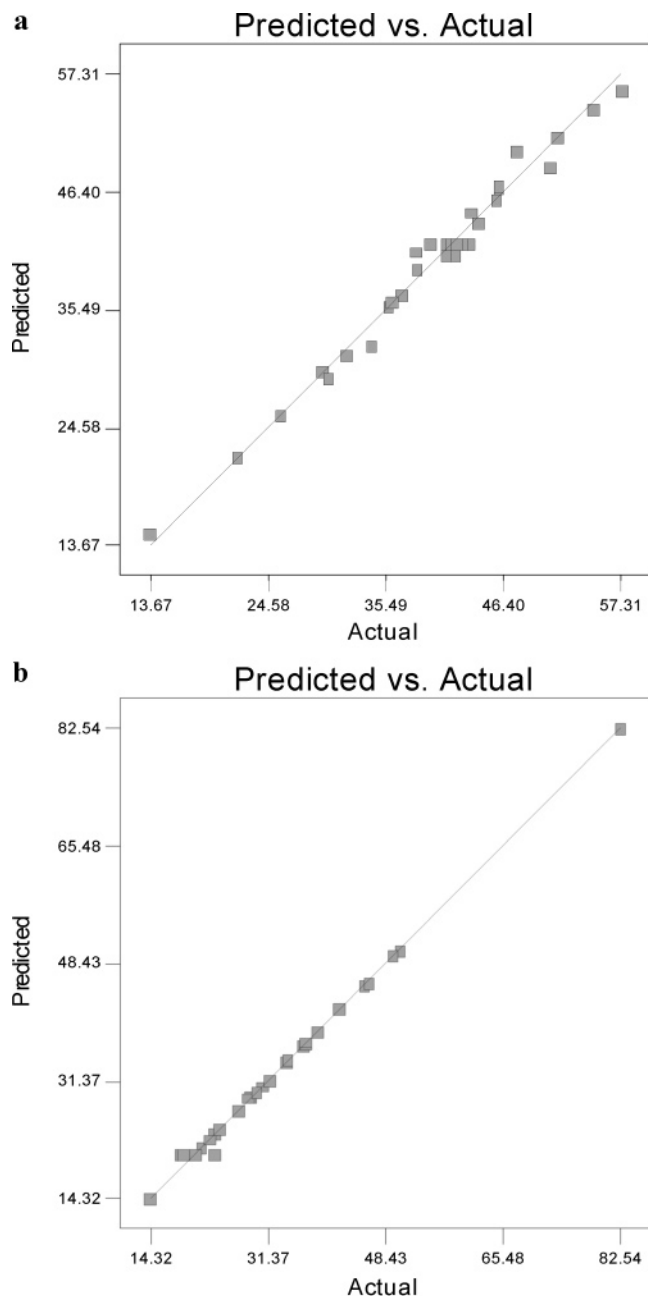 a
Predicted vs. Actual
57.31
46.40
35.49
24.58
13.67
Predicted
13.67 24.58 35.49 46.40 57.31
Actual
b
Predicted vs. Actual
82.54
65.48
48.43
31.37
14.32
Predicted
14.32 31.37 48.43 65.48 82.54
Actual